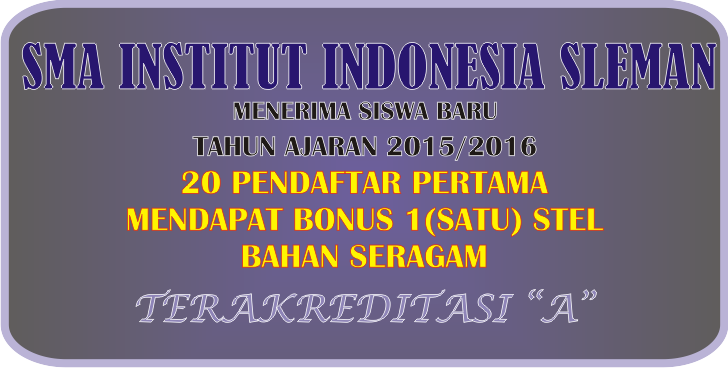 SMA INSTITUT INDONESIA SLEMAN
MENERIMA SISWA BARU
TAHUN AJARAN 2015/2016
20 PENDAFTAR PERTAMA
MENDAPAT BONUS 1(SATU) STEL
BAHAN SERAGAM
TERAKREDITASI “A”